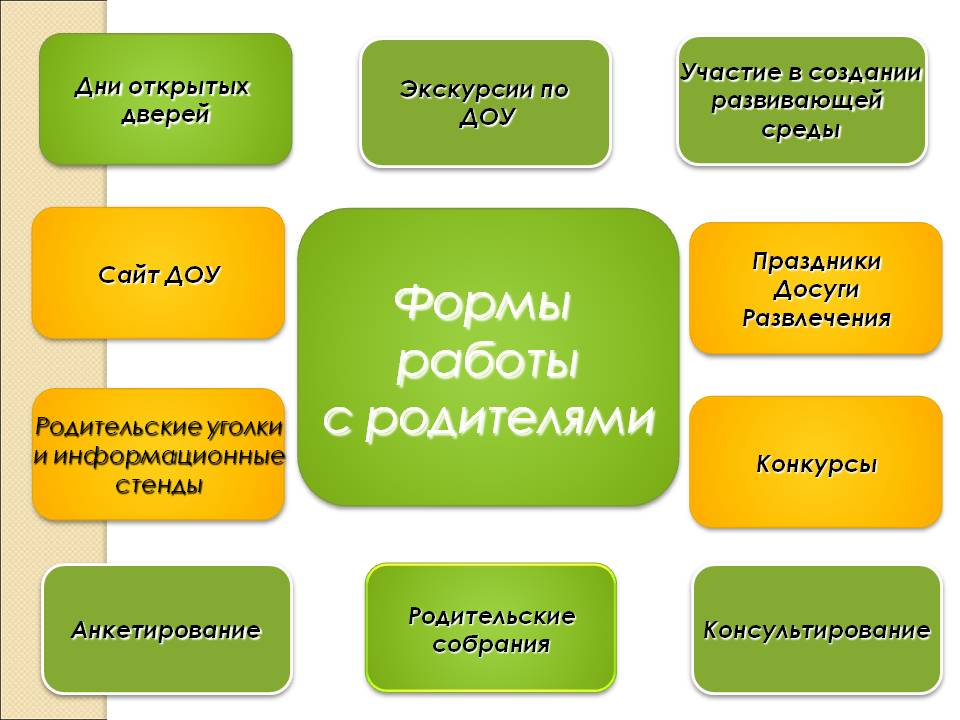 Дни открытых
дверей
Экскурсии по
ДОУ
Участие в создании
развивающей
среды
Сайт ДОУ
Формы
работы
с родителями
Праздники
Досуги
Развлечения
Родительские уголки
и информационные
стенды
Конкурсы
Анкетирование
Родительские
собрания
Консультирование